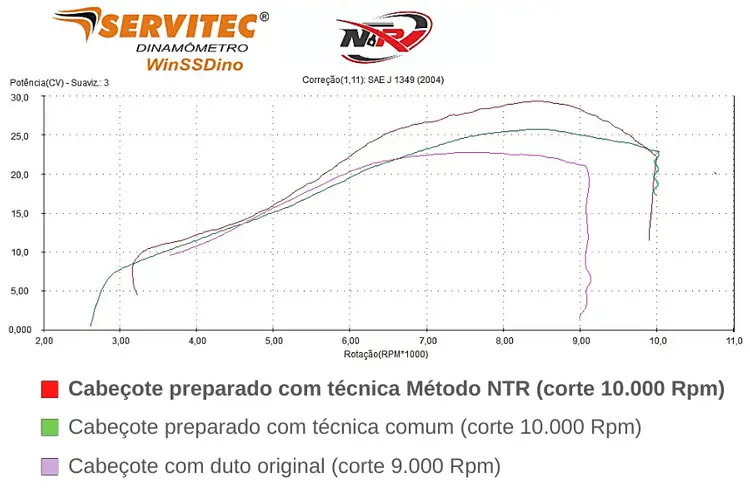 SERVITEC®
DINAMÔMETRO
WinSSDino
NTR
Potência(CV) - Suaviz.: 3
Correção(1,11): SAE J 1349 (2004)
30,0
25,0
20,0
15,0
10,0
5,00
0,000
2,00 3,00 4,00 5,00 6,00 7,00 8,00 9,00 10,0 11,0
Rotação(RPM*1000)
Cabeçote preparado com técnica Método NTR (corte 10.000 Rpm)
Cabeçote preparado com técnica comum (corte 10.000 Rpm)
Cabeçote com duto original (corte 9.000 Rpm)